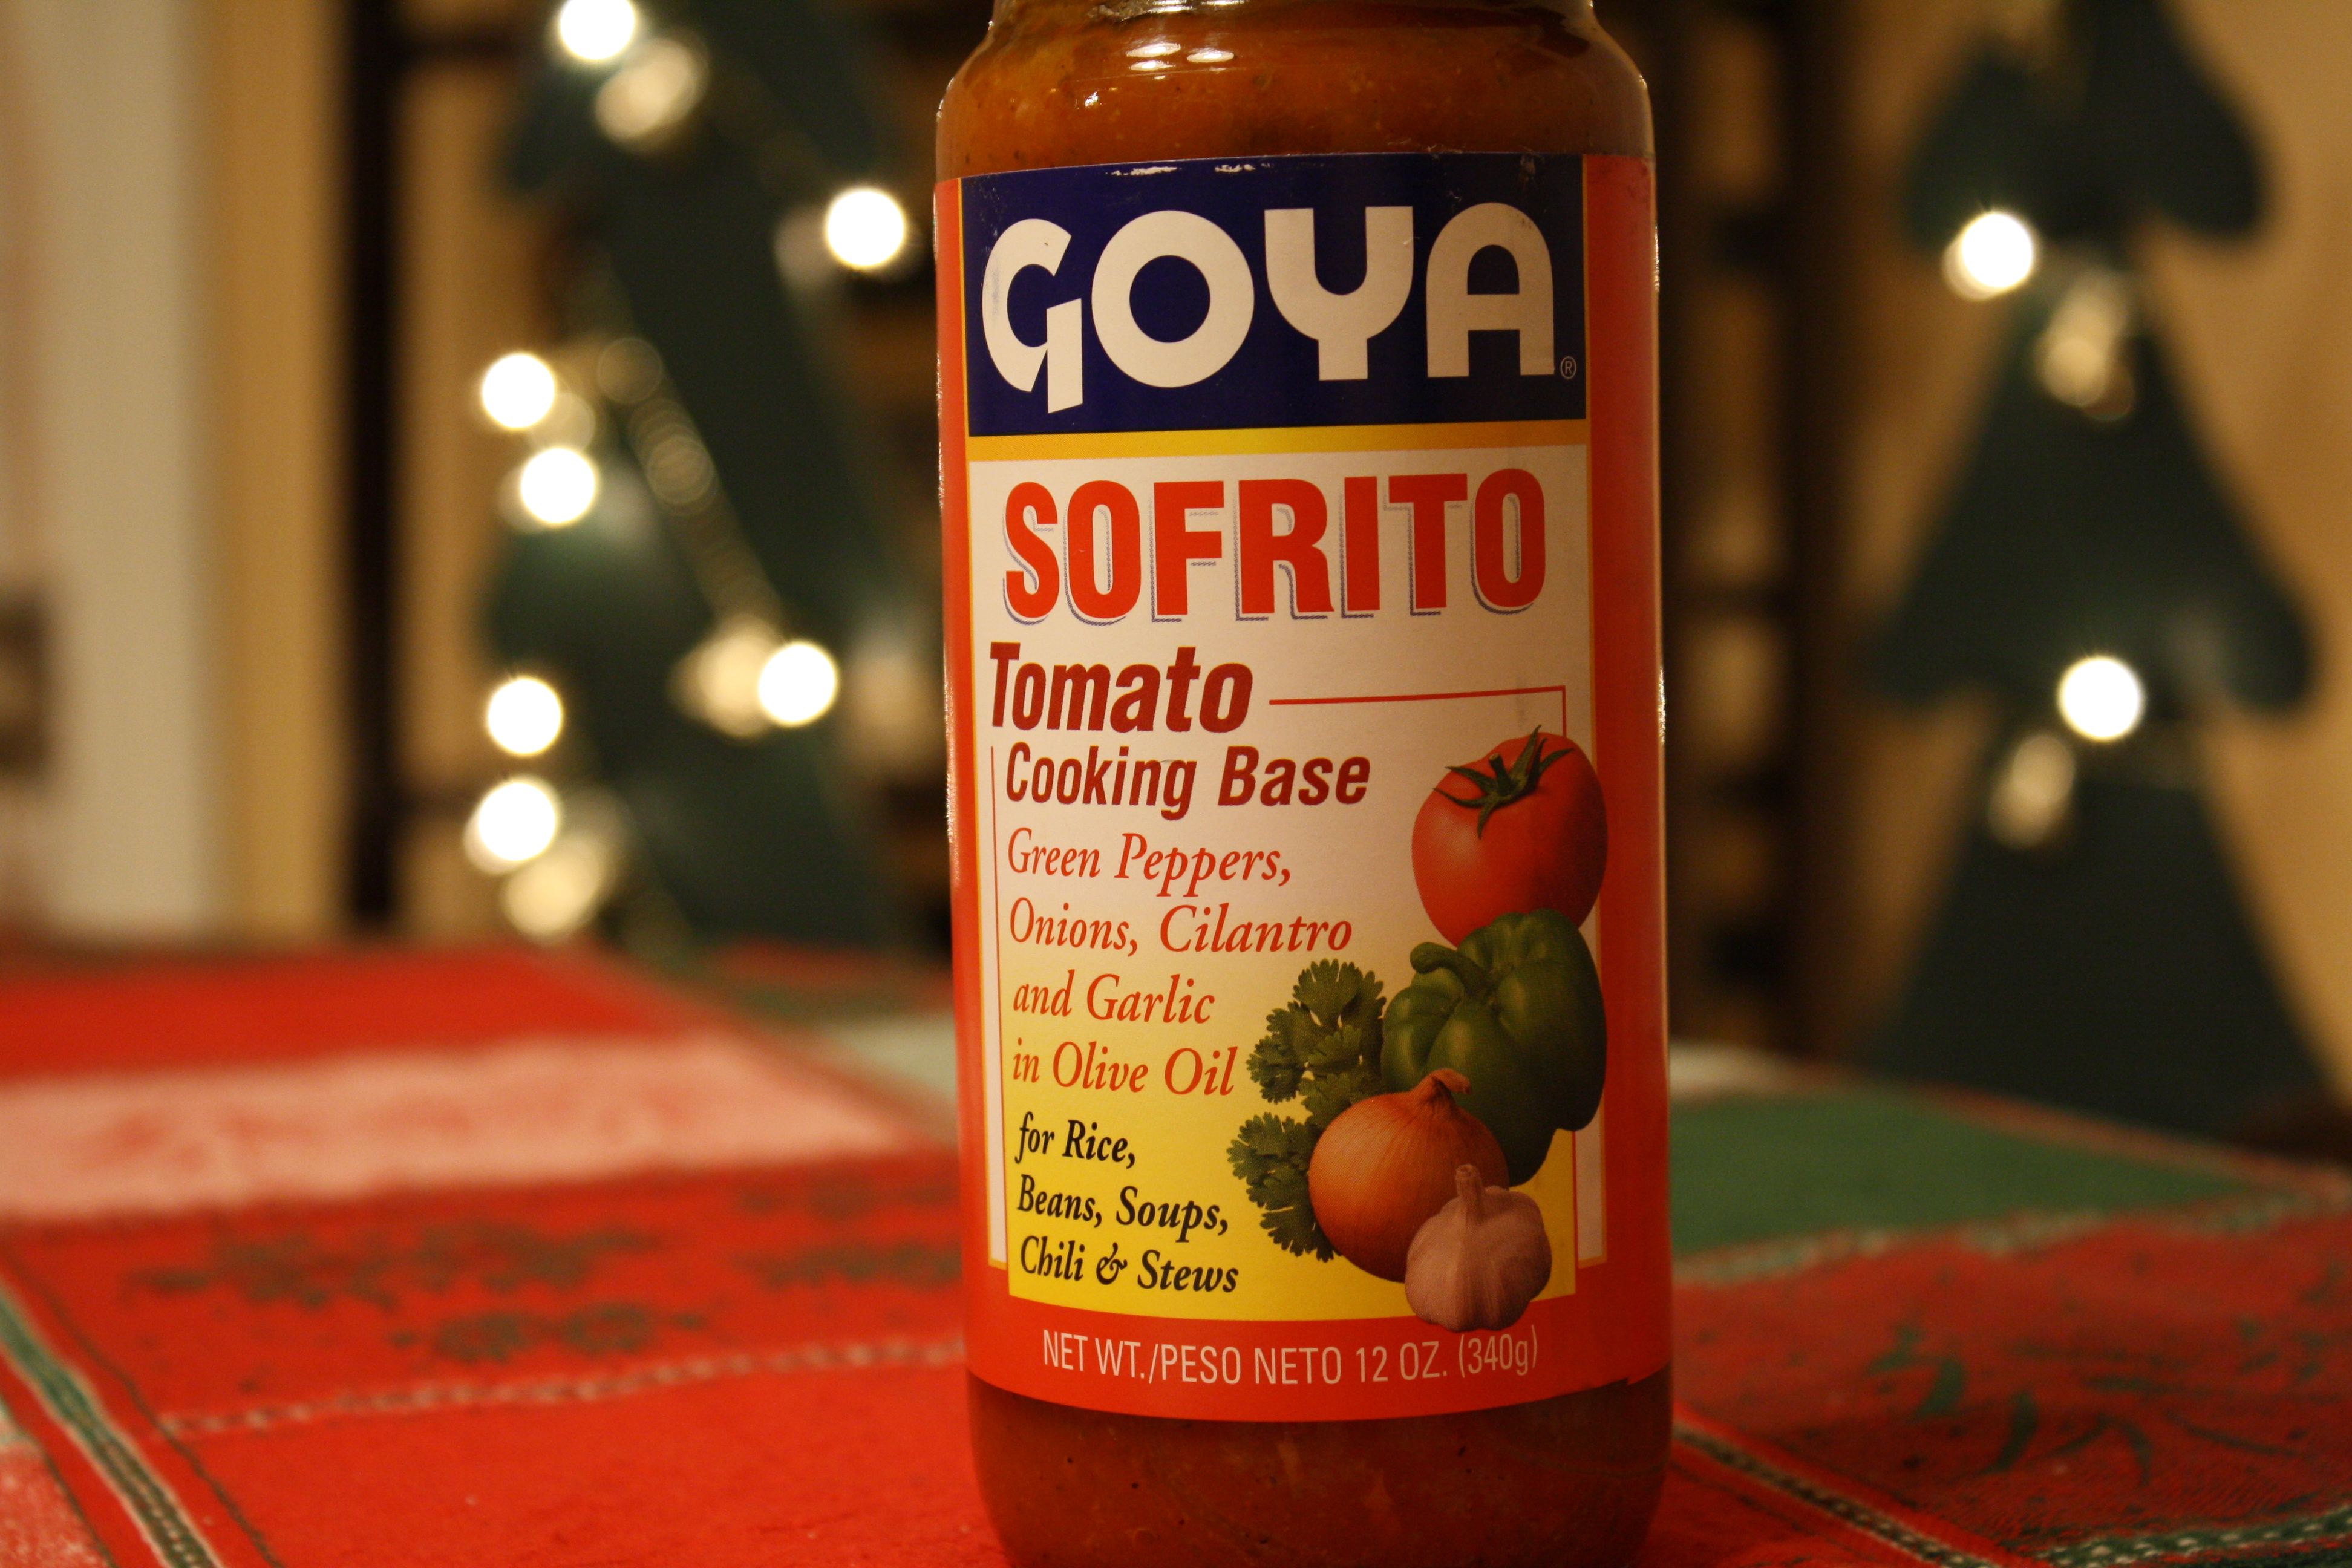 GOYA®
SOFRITO
Tomato
Cooking Base
Green Peppers,
Onions, Cilantro
and Garlic
in Olive Oil
for Rice,
Beans, Soups,
Chili & Stews
NET WT./PESO NETO 12 OZ. (340g)